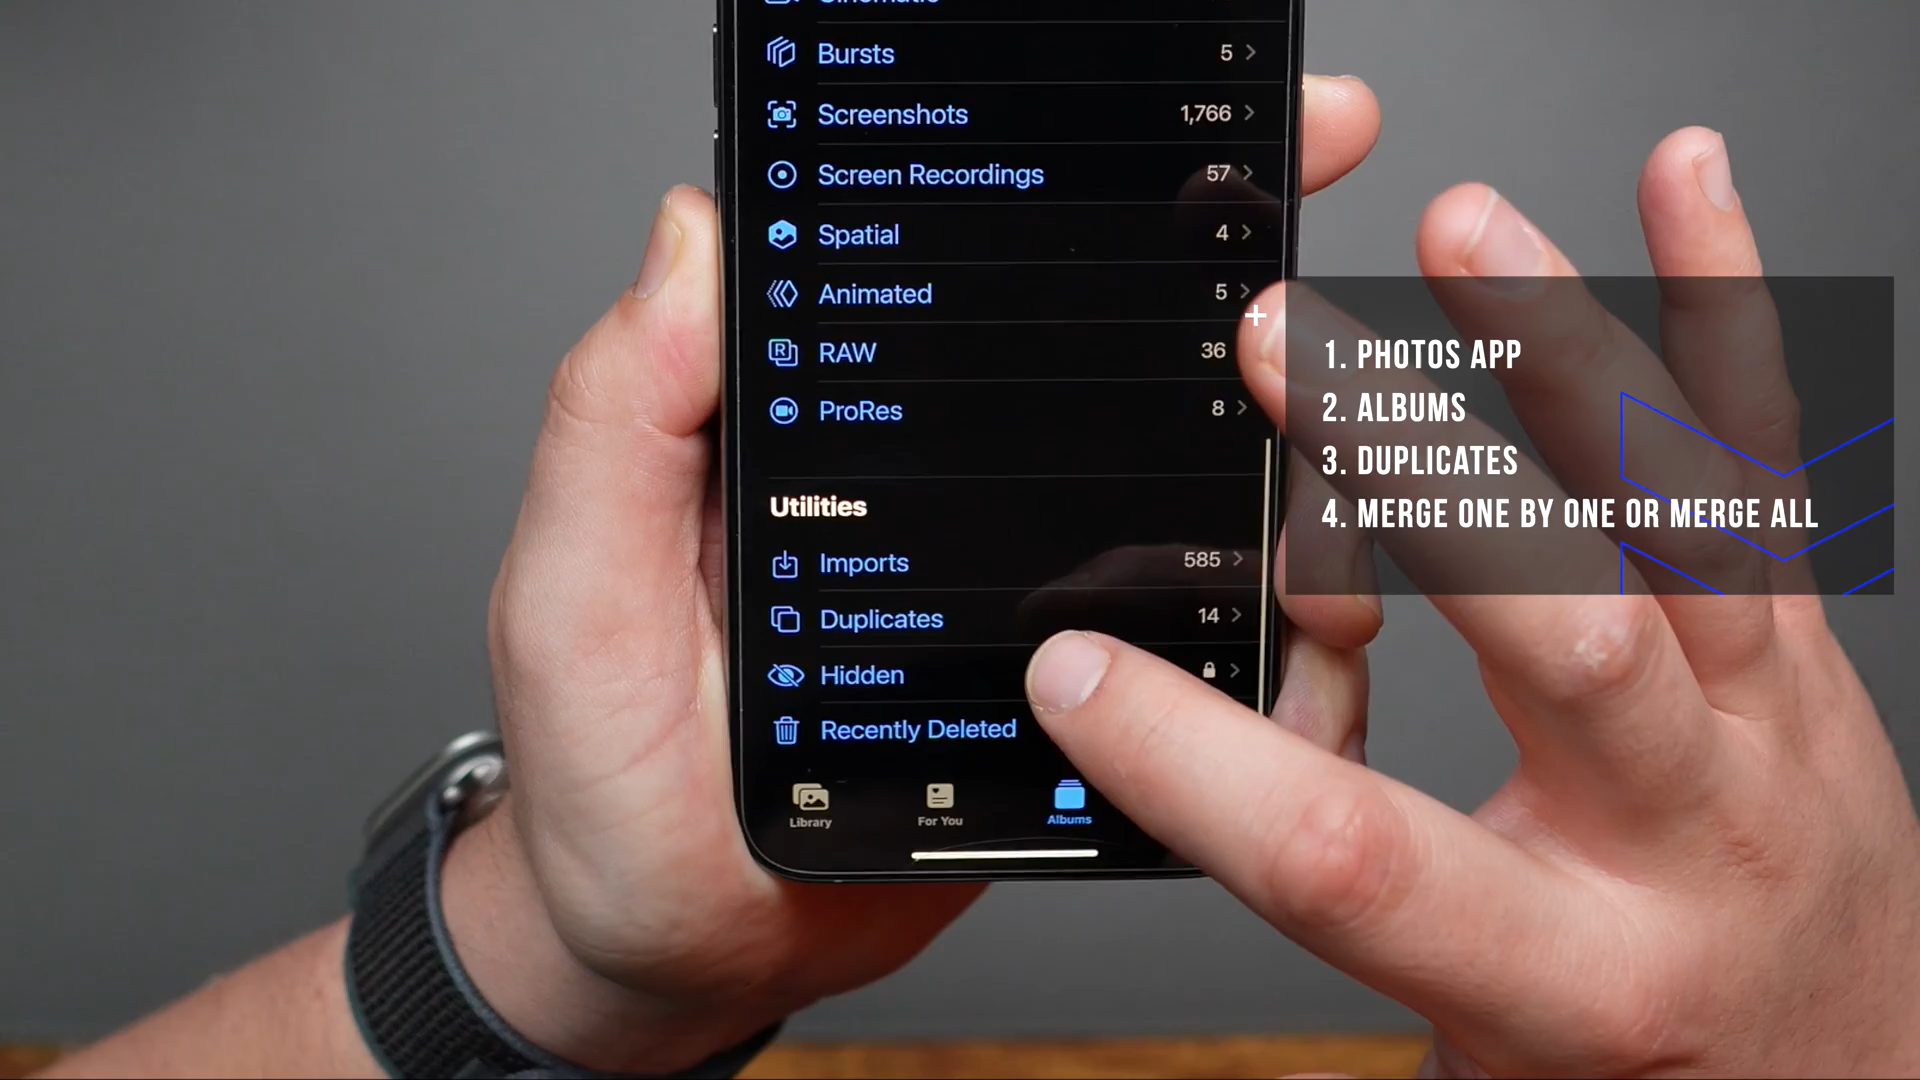 Cinematic
Bursts 5
Screenshots 1,766
Screen Recordings 57
Spatial 4
Animated 5
RAW 36
ProRes 8
Utilities
Imports 585
Duplicates 14
Hidden
Recently Deleted
Library For You Albums
1. PHOTOS APP
2. ALBUMS
3. DUPLICATES
4. MERGE ONE BY ONE OR MERGE ALL